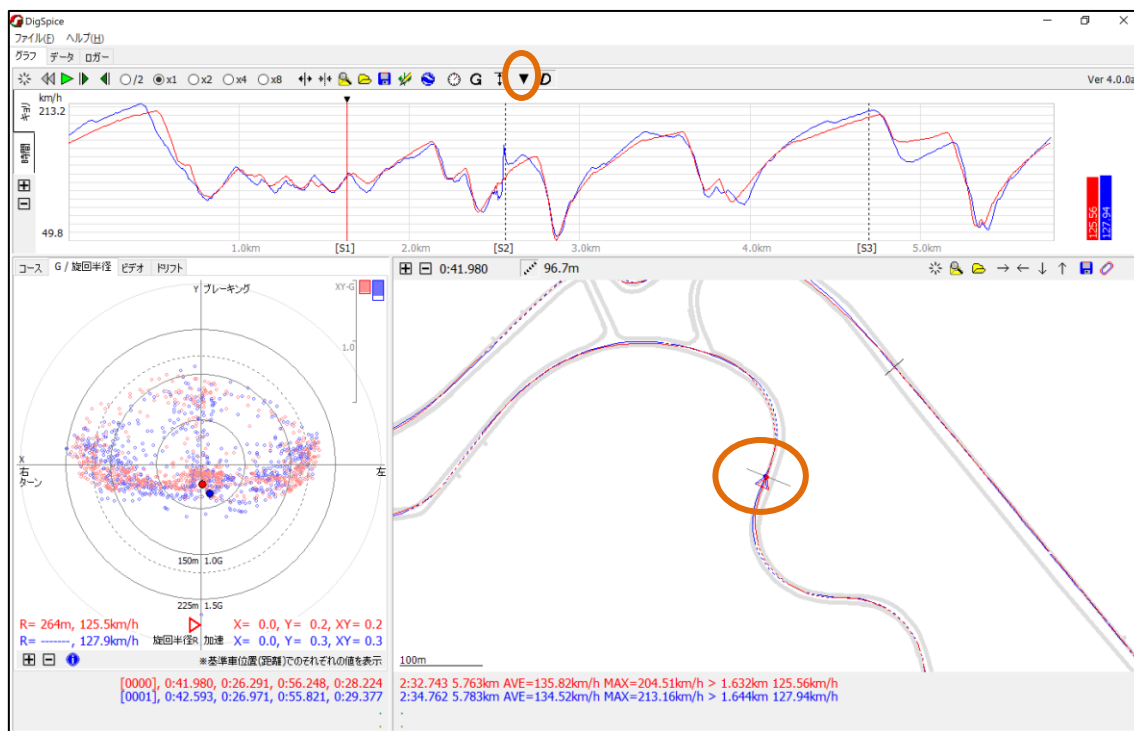 DigSpice
ファイル(F) ヘルプ(H)
グラフ データ ロガー
/2 x1 x2 x4 x8 G D Ver 4.0.0z
km/h
213.2
49.8
時間
1.0km [S1] 2.0km [S2] 3.0km 4.0km [S3] 5.0km
125.56
127.94
コース G / 旋回半径 ビデオ ドリフト
0:41.980 96.7m
Y ブレーキング
XY-G
1.0
X
右
ターン
左
150m 1.0G
225m 1.5G
R= 264m, 125.5km/h X= 0.0, Y= 0.2, XY= 0.2
R= -------, 127.9km/h 旋回半径R 加速 X= 0.0, Y= 0.3, XY= 0.3
※基準車位置(距離)でのそれぞれの値を表示
100m
[0000], 0:41.980, 0:26.291, 0:56.248, 0:28.224
[0001], 0:42.593, 0:26.971, 0:55.821, 0:29.377
2:32.743 5.763km AVE=135.82km/h MAX=204.51km/h > 1.632km 125.56km/h
2:34.762 5.783km AVE=134.52km/h MAX=213.16km/h > 1.644km 127.94km/h